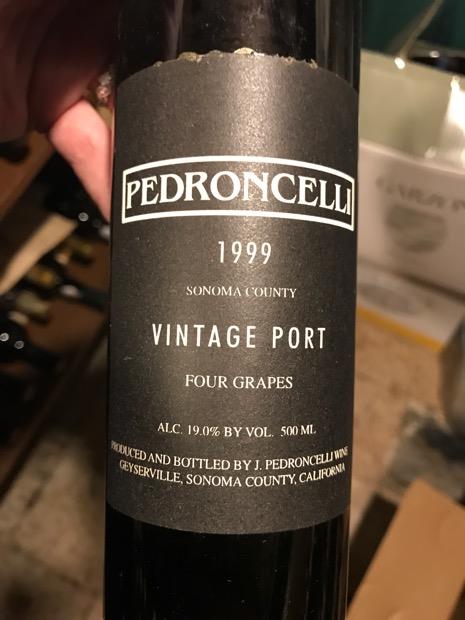 PEDRONCELLI
1999
SONOMA COUNTY
VINTAGE PORT
FOUR GRAPES
ALC. 19.0% BY VOL. 500 ML
PRODUCED AND BOTTLED BY J. PEDRONCELLI WINE
GEYSERVILLE, SONOMA COUNTY, CALIFORNIA